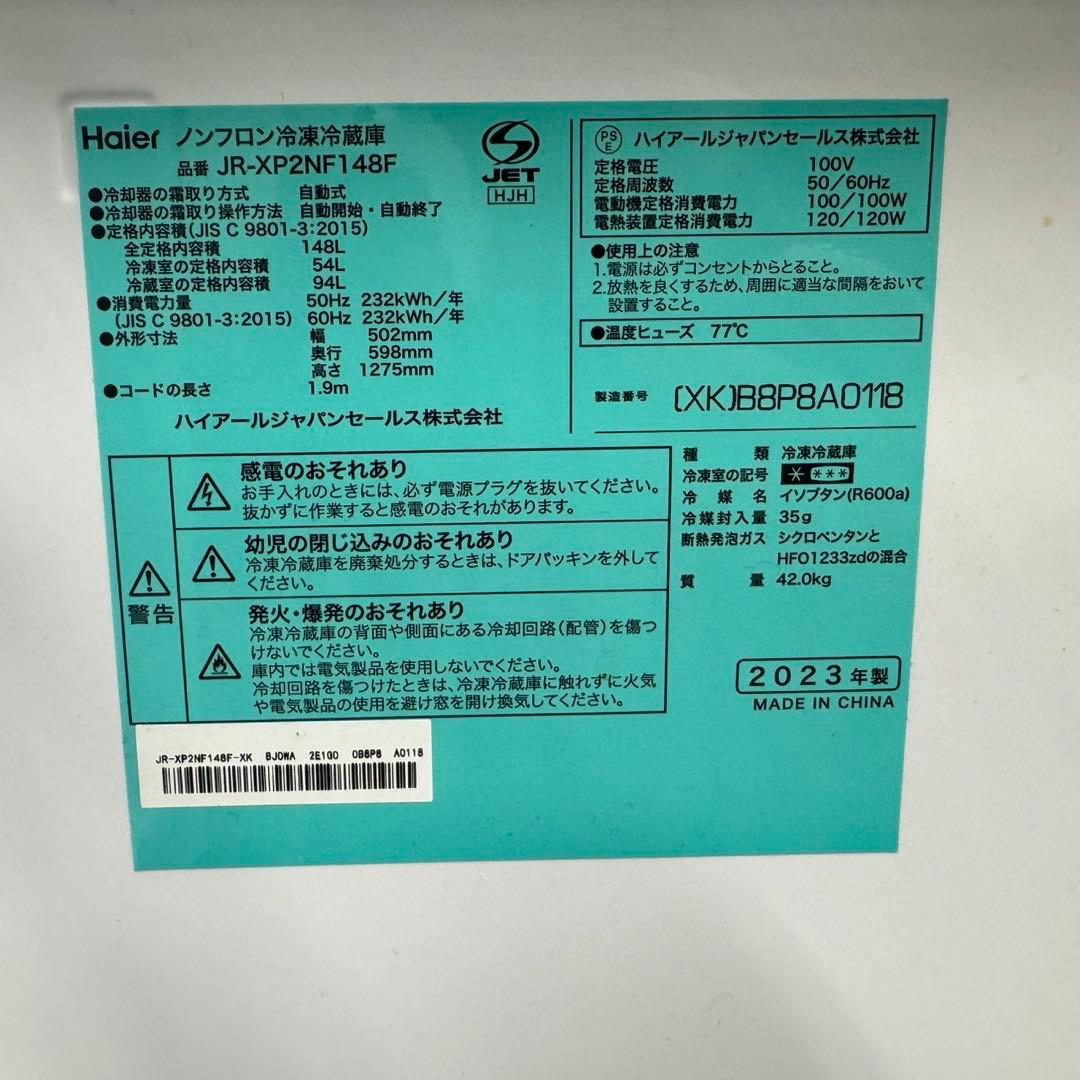 Haier ノンフロン冷凍冷蔵庫
品番 JR-XP2NF148F
●冷却器の霜取り方式 自動式
●冷却器の霜取り操作方法 自動開始・自動終了
●定格内容積(JIS C 9801-3:2015)
全定格内容積 148L
冷凍室の定格内容積 54L
冷蔵室の定格内容積 94L
●消費電力量 50Hz 232kWh/年
(JIS C 9801-3:2015) 60Hz 232kWh/年
●外形寸法 幅 502mm
奥行 598mm
高さ 1275mm
●コードの長さ 1.9m
ハイアールジャパンセールス株式会社
S
JET
HJH
PS
E ハイアールジャパンセールス株式会社
定格電圧 100V
定格周波数 50/60Hz
電動機定格消費電力 100/100W
電熱装置定格消費電力 120/120W
●使用上の注意
1.電源は必ずコンセントからとること。
2.放熱を良くするため、周囲に適当な間隔をおいて
設置すること。
●温度ヒューズ 77℃
製造番号 (XK)B8P8A0118
警告
感電のおそれあり
お手入れのときには、必ず電源プラグを抜いてください。
抜かずに作業すると感電のおそれがあります。
幼児の閉じ込めのおそれあり
冷凍冷蔵庫を廃棄処分するときは、ドアパッキンを外して
ください。
発火・爆発のおそれあり
冷凍冷蔵庫の背面や側面にある冷却回路(配管)を傷つ
けないでください。
庫内では電気製品を使用しないでください。
冷却回路を傷つけたときは、冷凍冷蔵庫に触れずに火気
や電気製品の使用を避け窓を開け換気してください。
種類 冷凍冷蔵庫
冷凍室の記号 * ***
冷媒名 イソブタン(R600a)
冷媒封入量 35g
断熱発泡ガス シクロペンタンと
HFO1233zdの混合
質量 42.0kg
2023年製
MADE IN CHINA
JR-XP2NF148F-XK BJ0WA 2E1G0 0B8P8 A0118